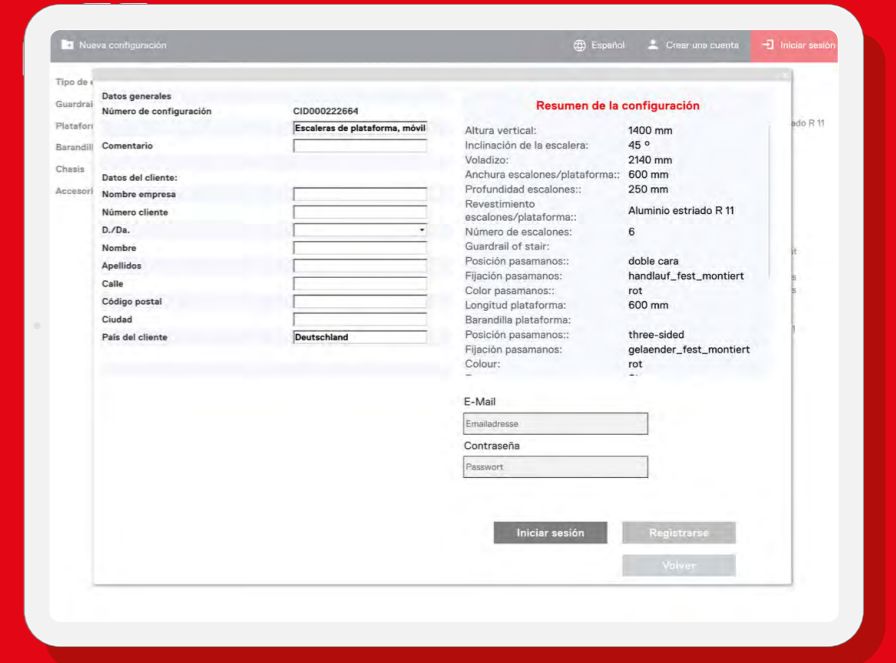 Nueva configuración
Español
Crear una cuenta
Iniciar sesión
Tipo de
Guardrai
Platafor
Barandil
Chasis
Accesori
ado R 11
Datos generales
Número de configuración CID000222664
Escaleras de plataforma, móvil
Comentario
Datos del cliente:
Nombre empresa
Número cliente
D./Da.
Nombre
Apellidos
Calle
Código postal
Ciudad
País del cliente Deutschland
Resumen de la configuración
Altura vertical: 1400 mm
Inclinación de la escalera: 45 º
Voladizo: 2140 mm
Anchura escalones/plataforma:: 600 mm
Profundidad escalones:: 250 mm
Revestimiento
escalones/plataforma:: Aluminio estriado R 11
Número de escalones: 6
Guardrail of stair:
Posición pasamanos:: doble cara
Fijación pasamanos: handlauf_fest_montiert
Color pasamanos:: rot
Longitud plataforma: 600 mm
Barandilla plataforma:
Posición pasamanos:: three-sided
Fijación pasamanos: gelaender_fest_montiert
Colour: rot
E-Mail
Emailadresse
Contraseña
Passwort
Iniciar sesión
Registrarse
Volver